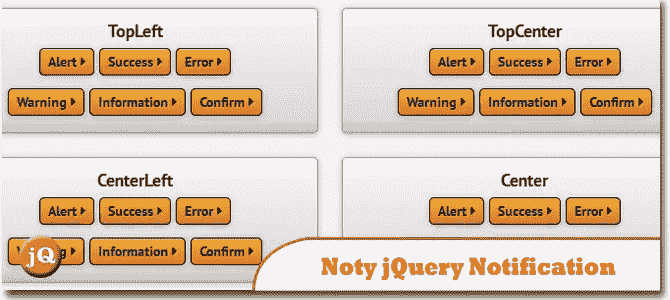 TopLeft
Alert Success Error
Warning Information Confirm
TopCenter
Alert Success Error
Warning Information Confirm
CenterLeft
Alert Success Error
Information Confirm
Center
Alert Success Error
jQ
Noty jQuery Notification